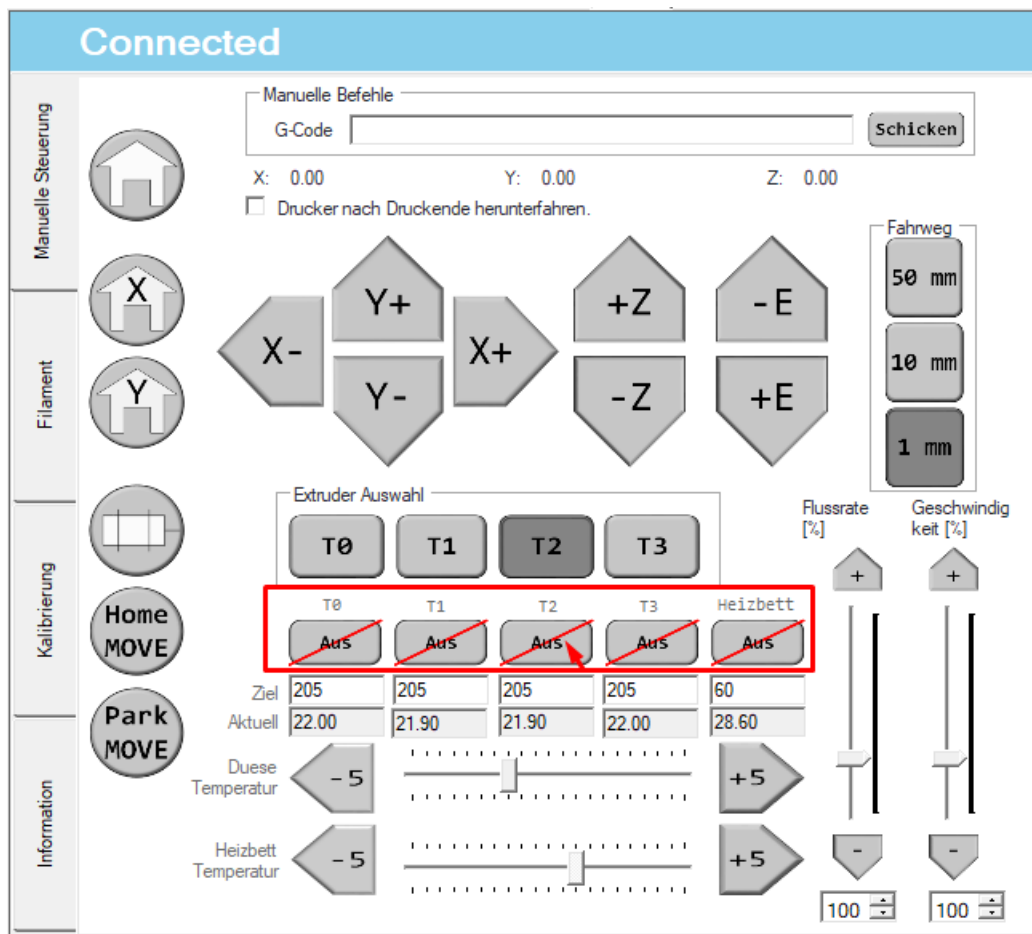 Connected
Manuelle Steuerung
Filament
Kalibrierung
Information
Manuelle Befehle
G-Code
Schicken
X: 0.00 Y: 0.00 Z: 0.00
Drucker nach Druckende herunterfahren.
X
Y
Home
MOVE
Park
MOVE
X-
Y+
Y-
X+
+Z
-Z
-E
+E
Fahrweg
50 mm
10 mm
1 mm
Extruder Auswahl
T0 T1 T2 T3
T0 T1 T2 T3 Heizbett
Aus Aus Aus Aus Aus
Ziel 205 205 205 205 60
Aktuell 22.00 21.90 21.90 22.00 28.60
Duese
Temperatur
-5 +5
Heizbett
Temperatur
-5 +5
Flussrate
[%]
+
-
100
Geschwindig
keit [%]
+
-
100